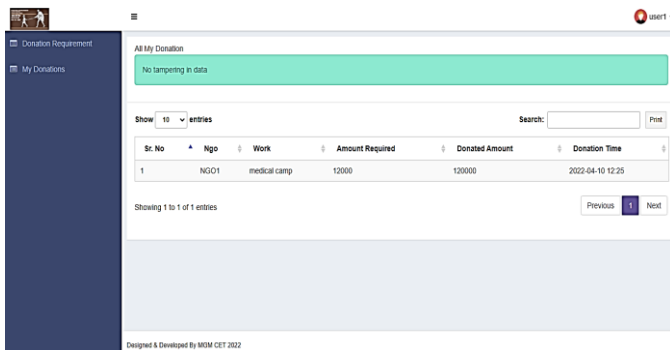 user1
Donation Requirement
My Donations
All My Donation
No tampering in data
Show 10 entries
Search: Print
Sr. No Ngo Work Amount Required Donated Amount Donation Time
1 NGO1 medical camp 12000 120000 2022-04-10 12:25
Showing 1 to 1 of 1 entries
Previous 1 Next
Designed & Developed By MGM CET 2022